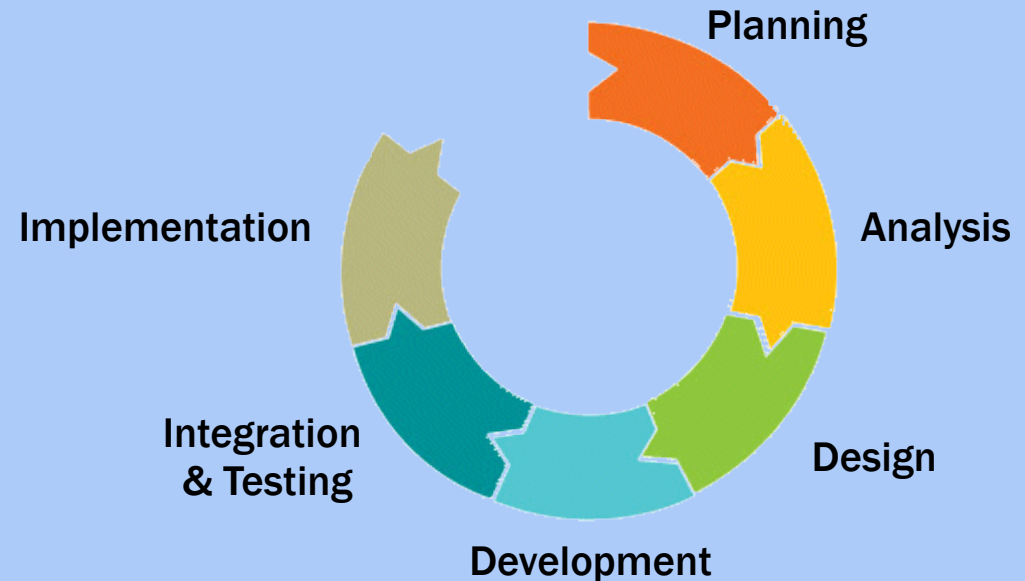 Planning
Analysis
Design
Development
Integration
& Testing
Implementation